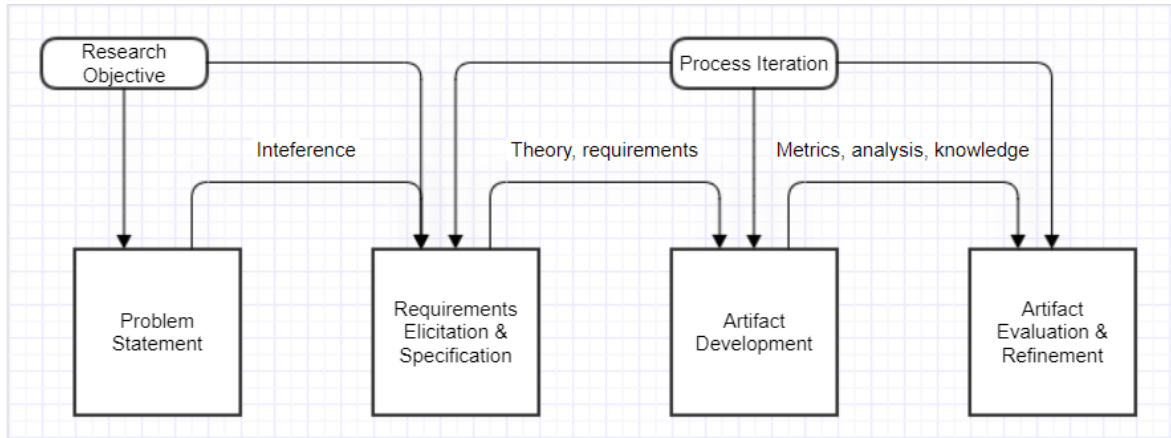 Research
Objective
Process Iteration
Inteference
Theory, requirements
Metrics, analysis, knowledge
Problem
Statement
Requirements
Elicitation &
Specification
Artifact
Development
Artifact
Evaluation &
Refinement